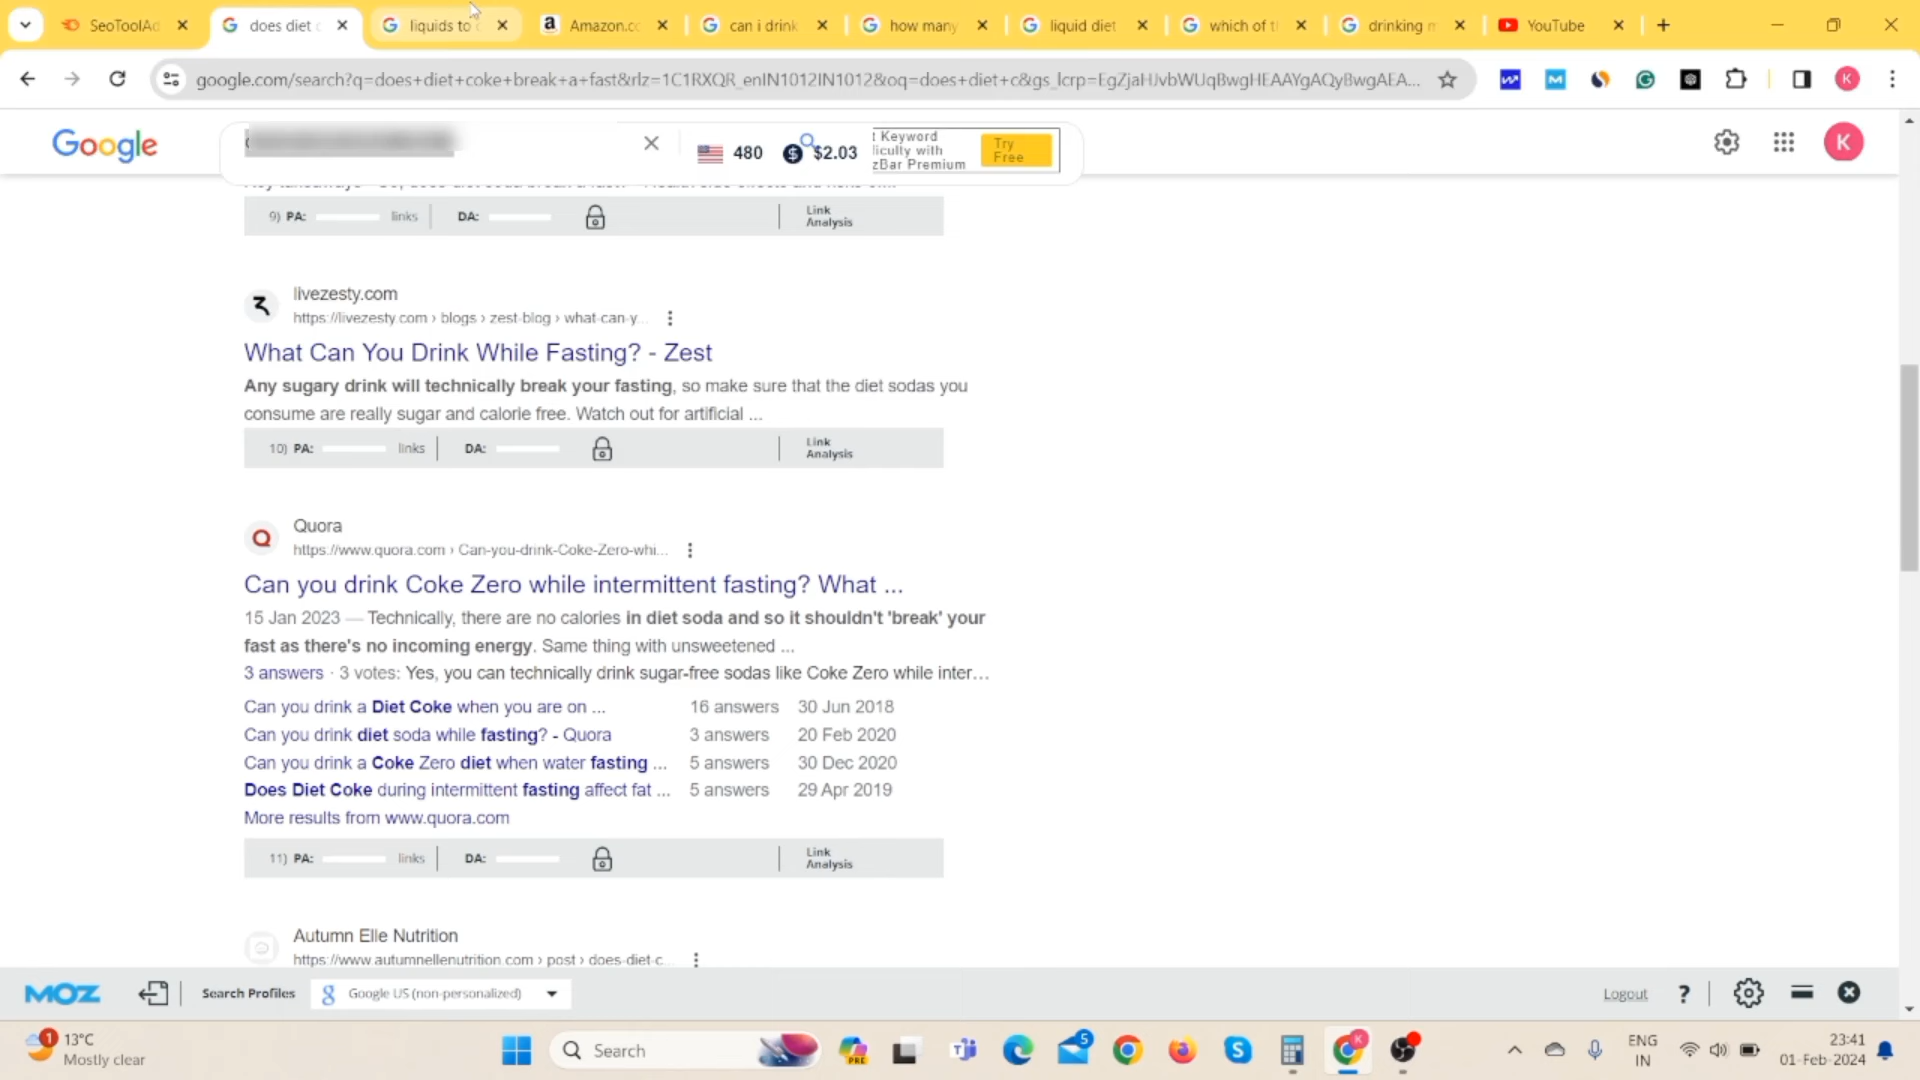 SeoToolAd
does diet c
liquids to d
Amazon.co
can i drink
how many
liquid diet
which of th
drinking m
YouTube
google.com/search?q=does+diet+coke+break+a+fast&rlz=1C1RXQR_enIN1012IN1012&oq=does+diet+c&gs_lcrp=EgZjaHJvbWUqBwgHEAAYgAQyBwgAEA...
K
Google
480
$2.03
Keyword
iculty with
zBar Premium
Try
Free
K
9) PA: links DA:
Link
Analysis
livezesty.com
https://livezesty.com › blogs › zest-blog › what-can-y...
What Can You Drink While Fasting? - Zest
Any sugary drink will technically break your fasting, so make sure that the diet sodas you
consume are really sugar and calorie free. Watch out for artificial ...
10) PA: links DA:
Link
Analysis
Quora
https://www.quora.com › Can-you-drink-Coke-Zero-whi...
Can you drink Coke Zero while intermittent fasting? What ...
15 Jan 2023 — Technically, there are no calories in diet soda and so it shouldn't 'break' your
fast as there's no incoming energy. Same thing with unsweetened ...
3 answers · 3 votes: Yes, you can technically drink sugar-free sodas like Coke Zero while inter...
Can you drink a Diet Coke when you are on ... 16 answers 30 Jun 2018
Can you drink diet soda while fasting? - Quora 3 answers 20 Feb 2020
Can you drink a Coke Zero diet when water fasting ... 5 answers 30 Dec 2020
Does Diet Coke during intermittent fasting affect fat ... 5 answers 29 Apr 2019
More results from www.quora.com
11) PA: links DA:
Link
Analysis
Autumn Elle Nutrition
https://www.autumnellenutrition.com › post › does-diet-c...
MOZ
Search Profiles
Google US (non-personalized)
Logout
?
1
13°C
Mostly clear
Search
PRE
5
K
ENG
IN
23:41
01-Feb-2024